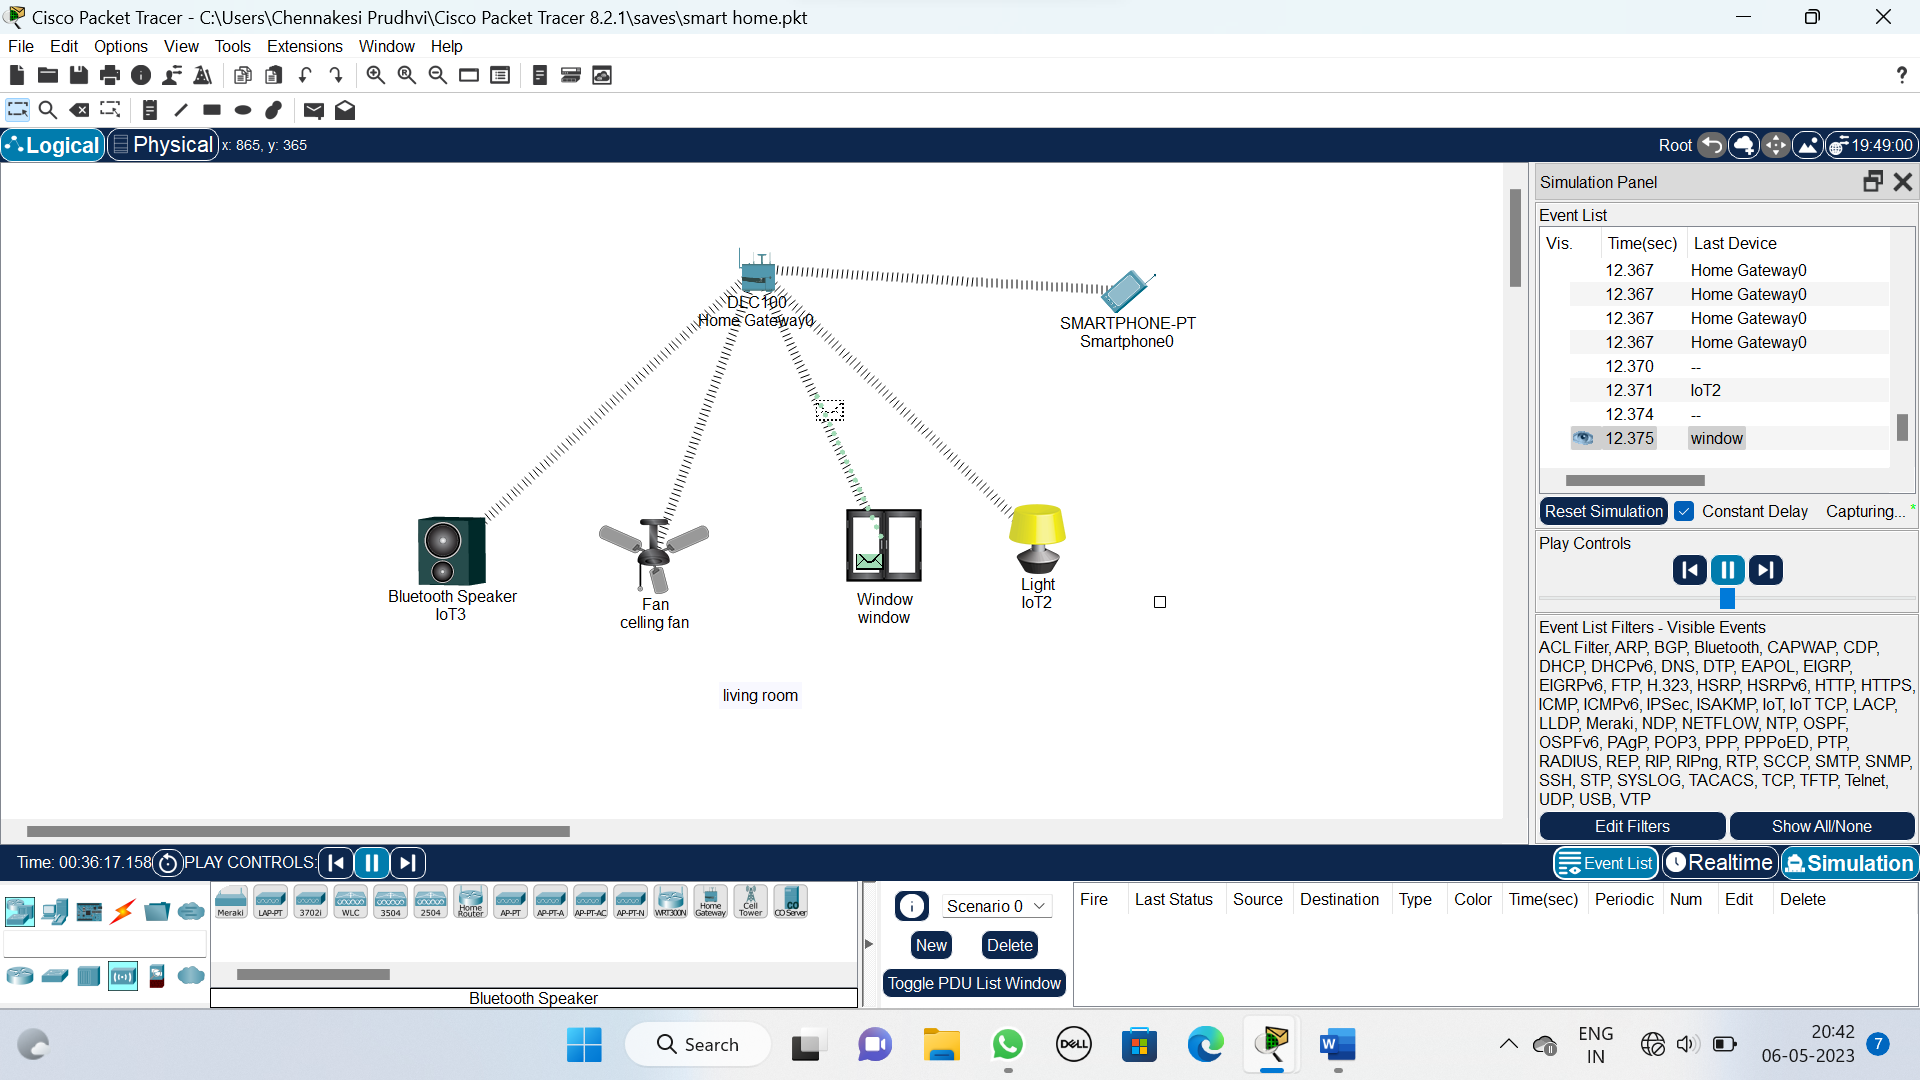 Cisco Packet Tracer - C:\Users\Chennakesi Prudhvi\Cisco Packet Tracer 8.2.1\saves\smart home.pkt
File Edit Options View Tools Extensions Window Help
?
Logical Physical x: 865, y: 365 Root 19:49:00
DLC100
Home Gateway0
SMARTPHONE-PT
Smartphone0
Bluetooth Speaker
IoT3
Fan
celling fan
Window
window
Light
IoT2
living room
Simulation Panel
Event List
Vis. Time(sec) Last Device
12.367 Home Gateway0
12.367 Home Gateway0
12.367 Home Gateway0
12.367 Home Gateway0
12.370 --
12.371 IoT2
12.374 --
12.375 window
Reset Simulation Constant Delay Capturing... *
Play Controls
Event List Filters - Visible Events
ACL Filter, ARP, BGP, Bluetooth, CAPWAP, CDP,
DHCP, DHCPv6, DNS, DTP, EAPOL, EIGRP,
EIGRPv6, FTP, H.323, HSRP, HSRPv6, HTTP, HTTPS,
ICMP, ICMPv6, IPSec, ISAKMP, IoT, IoT TCP, LACP,
LLDP, Meraki, NDP, NETFLOW, NTP, OSPF,
OSPFv6, PAgP, POP3, PPP, PPPoED, PTP,
RADIUS, REP, RIP, RIPng, RTP, SCCP, SMTP, SNMP,
SSH, STP, SYSLOG, TACACS, TCP, TFTP, Telnet,
UDP, USB, VTP
Edit Filters Show All/None
Time: 00:36:17.158 PLAY CONTROLS: Event List Realtime Simulation
Meraki LAP-PT 3702i WLC 3504 2504 Home Router AP-PT AP-PT-A AP-PT-AC AP-PT-N WRT300N Home Gateway Cell Tower CO Server
Bluetooth Speaker
Scenario 0
New Delete
Toggle PDU List Window
Fire Last Status Source Destination Type Color Time(sec) Periodic Num Edit Delete
Search
DELL
W
ENG
IN
20:42
06-05-2023
7